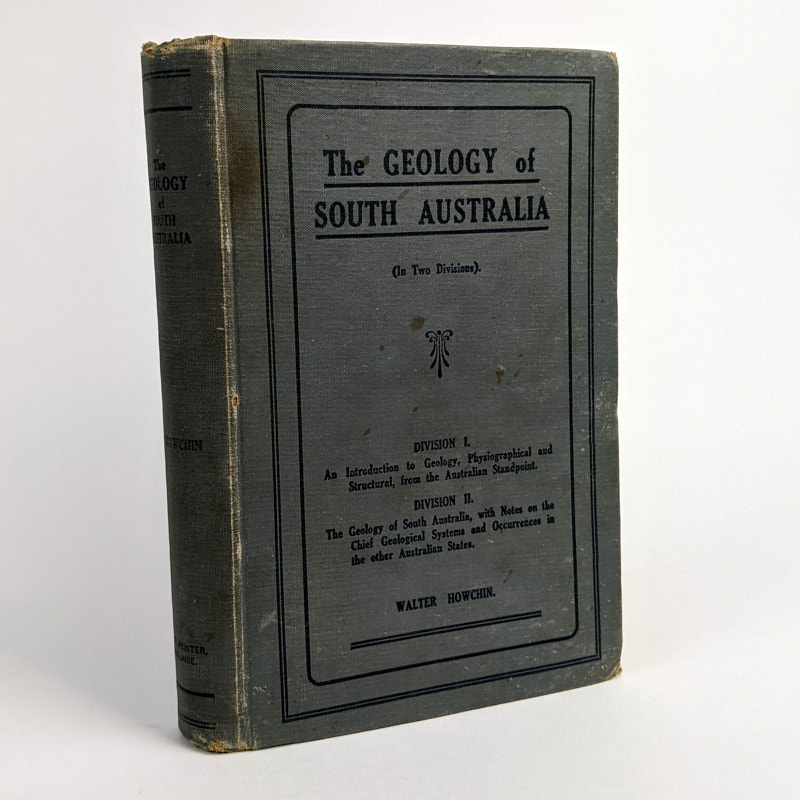 The GEOLOGY of
SOUTH AUSTRALIA
(In Two Divisions).
DIVISION I.
An Introduction to Geology, Physiographical and
Structural, from the Australian Standpoint.
DIVISION II.
The Geology of South Australia, with Notes on the
Chief Geological Systems and Occurrences in
the other Australian States.
WALTER HOWCHIN.
The
GEOLOGY
of
SOUTH
AUSTRALIA
HOWCHIN